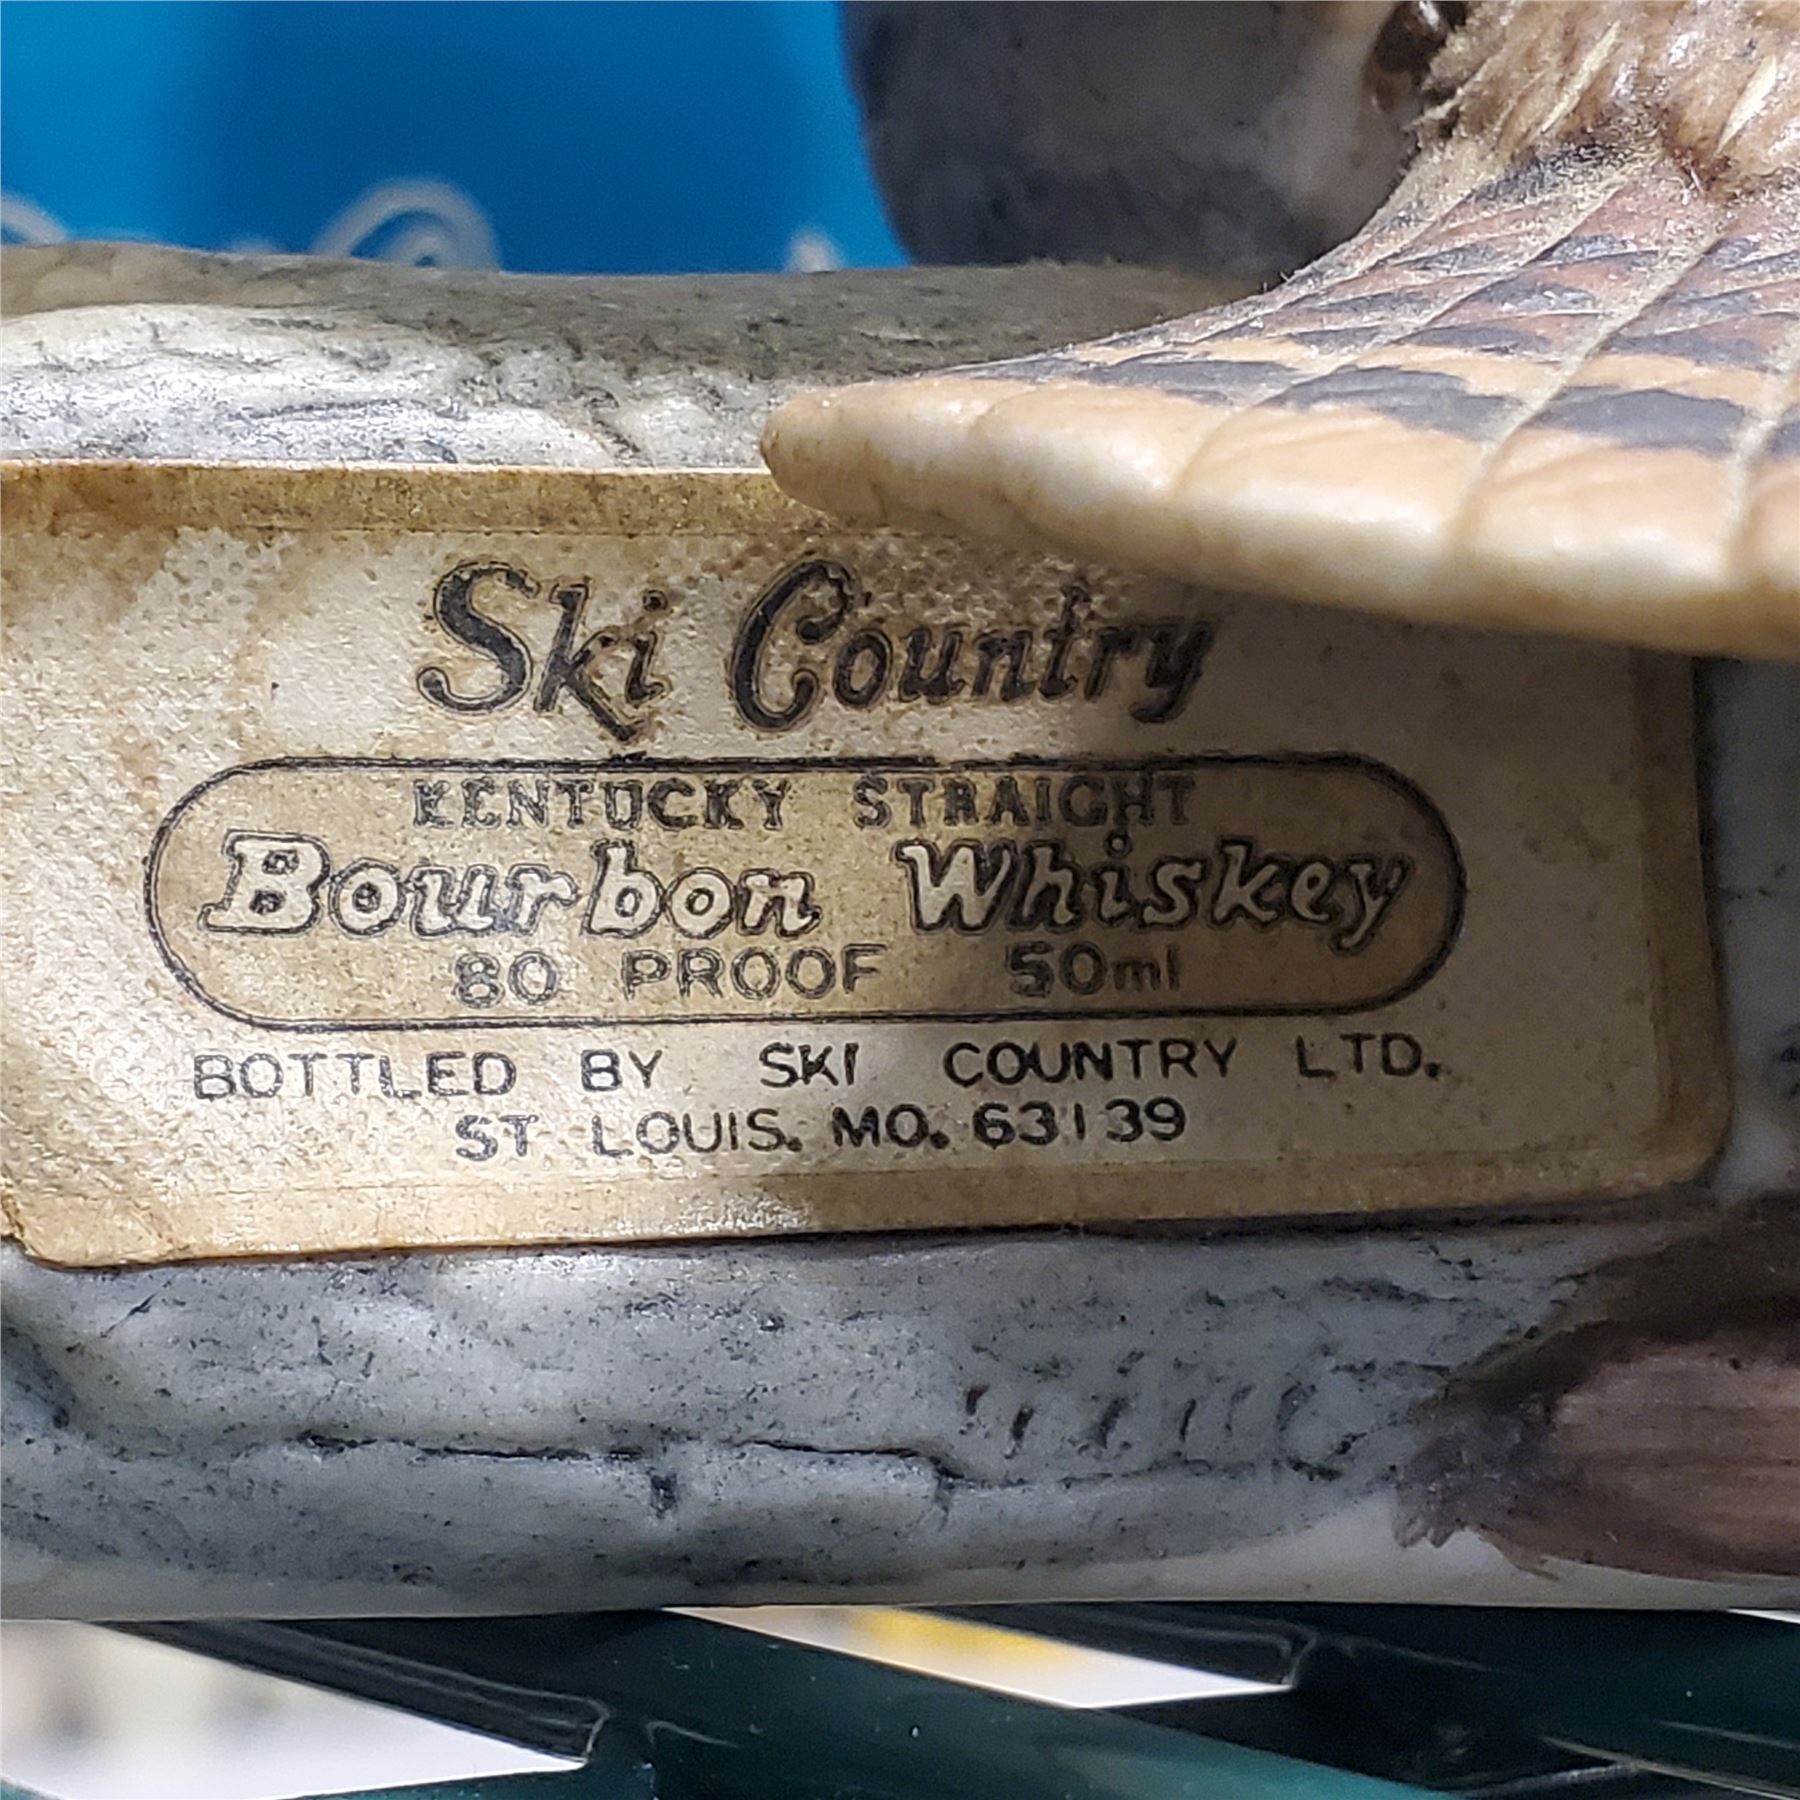 Ski Country
KENTUCKY STRAIGHT
Bourbon Whiskey
80 PROOF 50ml
BOTTLED BY SKI COUNTRY LTD.
ST LOUIS. MO. 63139